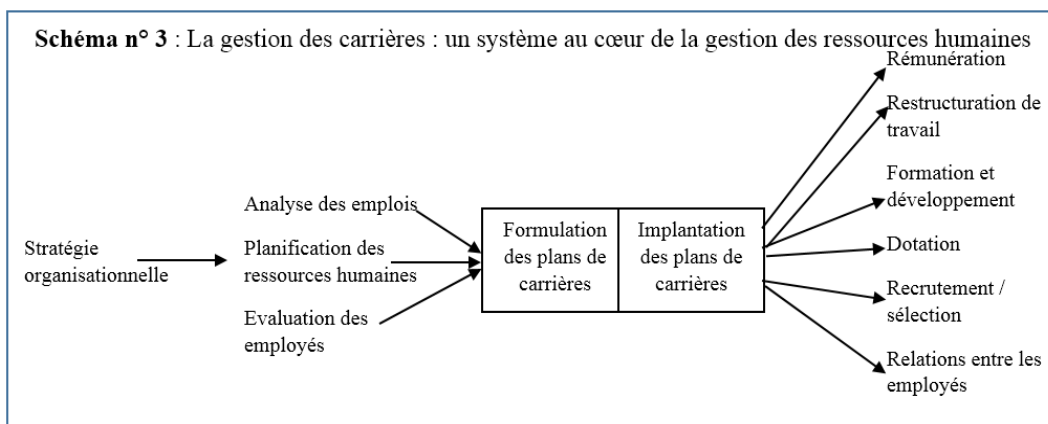 Schéma n° 3 : La gestion des carrières : un système au cœur de la gestion des ressources humaines
Stratégie
organisationnelle
Analyse des emplois
Planification des
ressources humaines
Evaluation des
employés
Formulation
des plans de
carrières
Implantation
des plans de
carrières
Rémunération
Restructuration de
travail
Formation et
développement
Dotation
Recrutement /
sélection
Relations entre les
employés